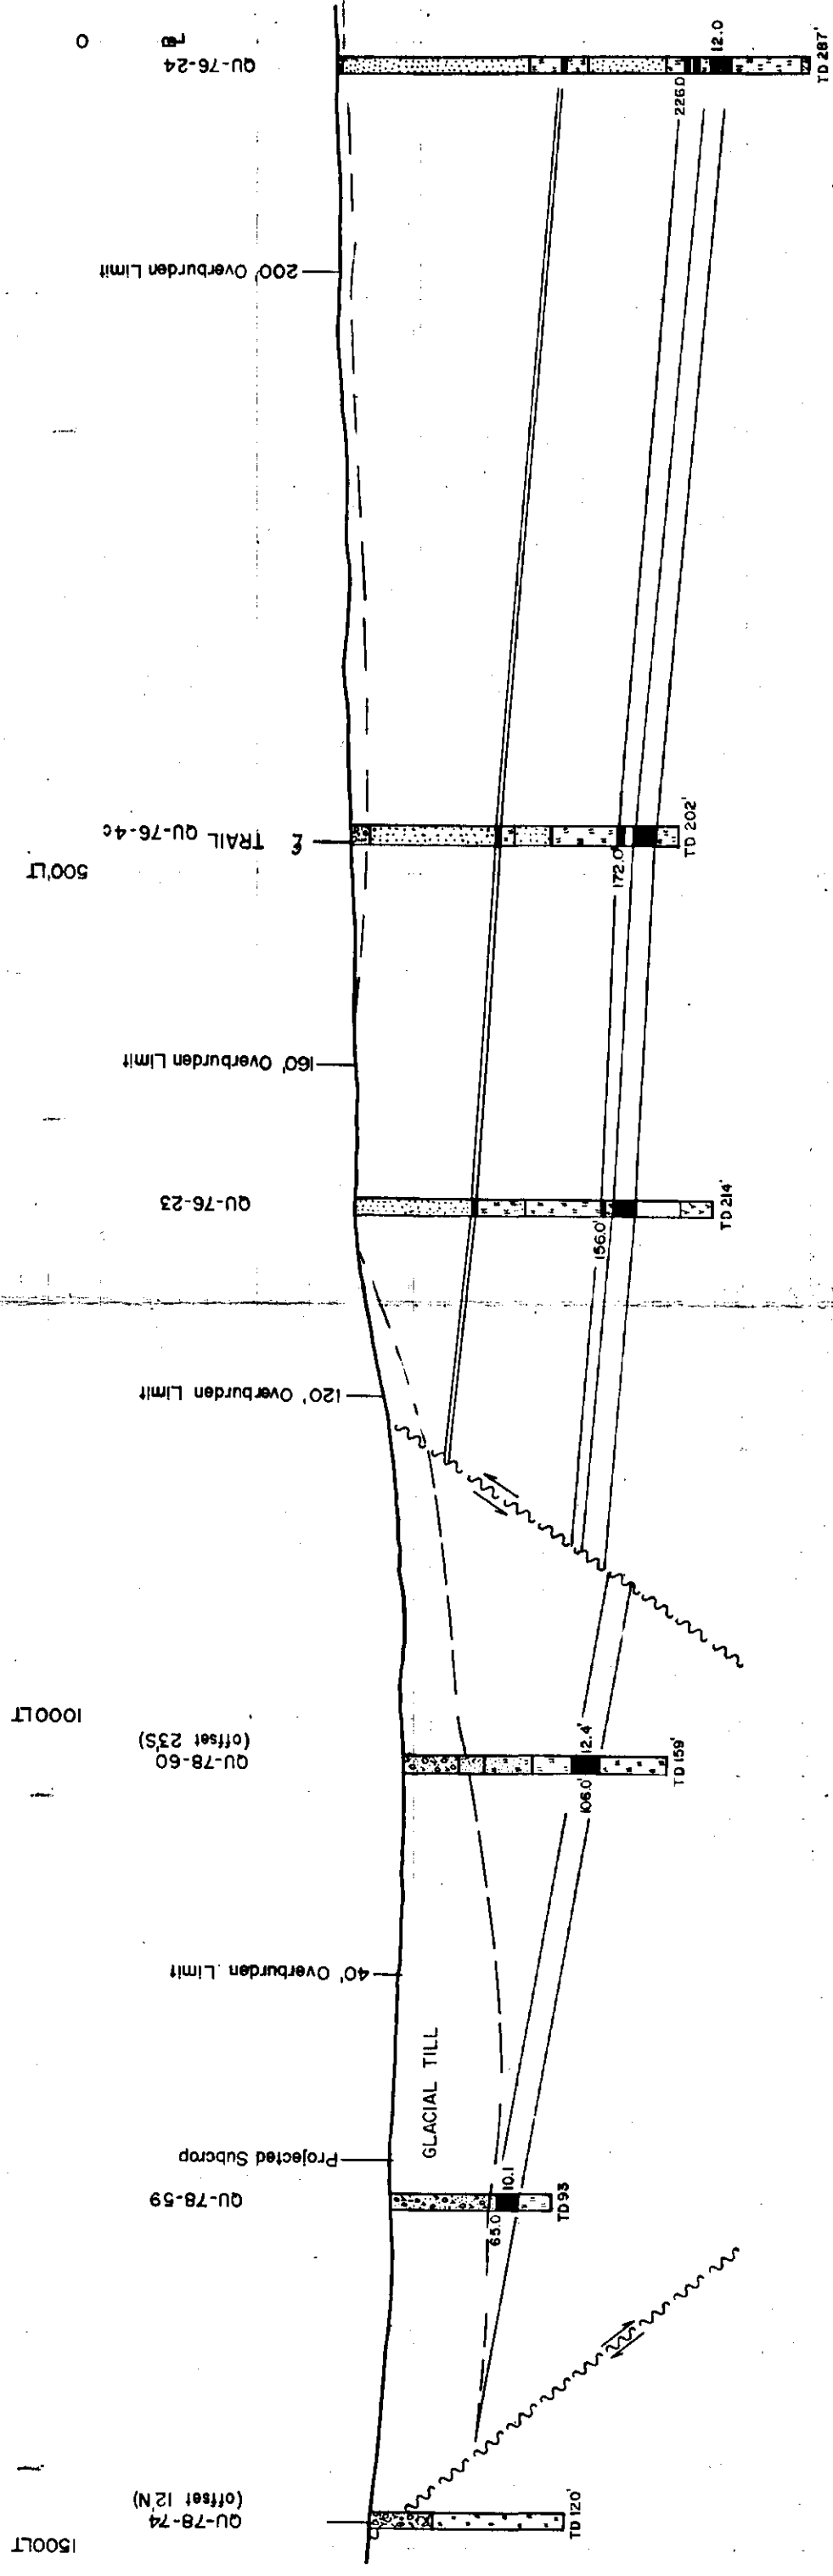 0
BL
QU-76-24
12.0
TD 287'
226.0
200' Overburden Limit
TRAIL QU-76-4c
500'LT
172.0'
TD 202'
160' Overburden Limit
QU-76-23
156.0'
TD 214'
120' Overburden Limit
1000'LT
QU-78-60
(offset 23'S)
12.4'
106.0'
TD 159'
40' Overburden Limit
GLACIAL TILL
Projected Subcrop
QU-78-59
10.1
65.0
TD 93
QU-78-74
(offset 12'N)
TD 120'
1500LT